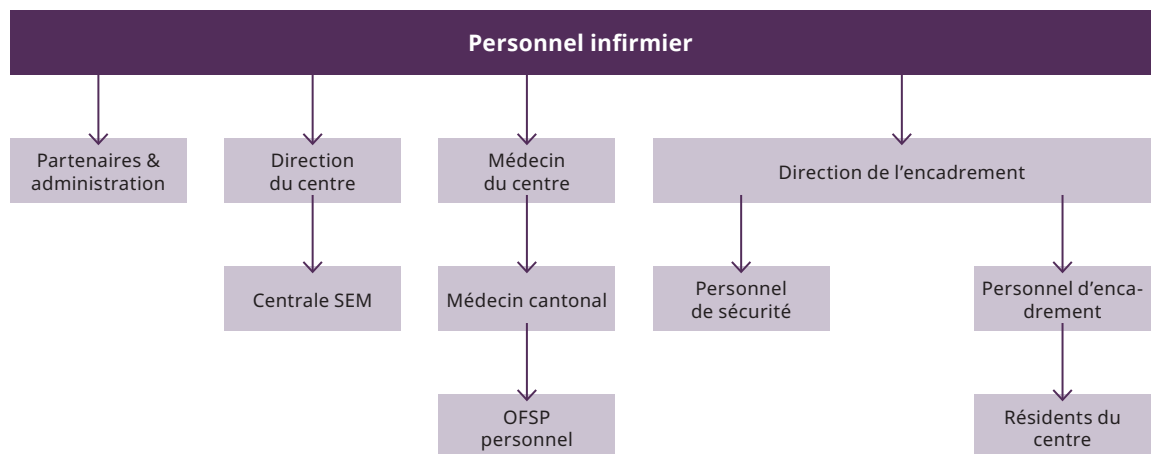 Personnel infirmier
Partenaires &
administration
Direction
du centre
Médecin
du centre
Direction de l’encadrement
Centrale SEM
Médecin cantonal
Personnel
de sécurité
Personnel d’enca-
drement
OFSP
personnel
Résidents du
centre